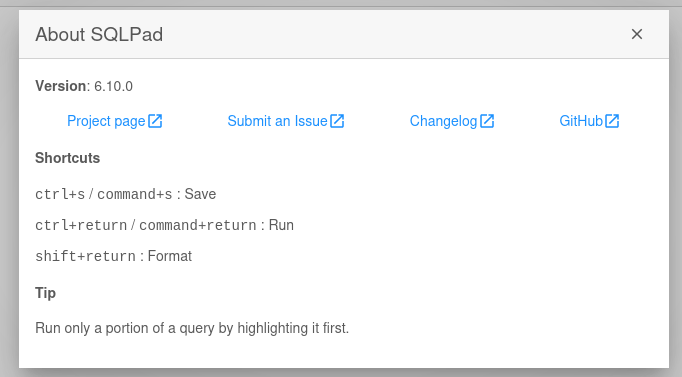 About SQLPad
Version: 6.10.0
Project page Submit an Issue Changelog GitHub
Shortcuts
ctrl+s / command+s : Save
ctrl+return / command+return : Run
shift+return : Format
Tip
Run only a portion of a query by highlighting it first.